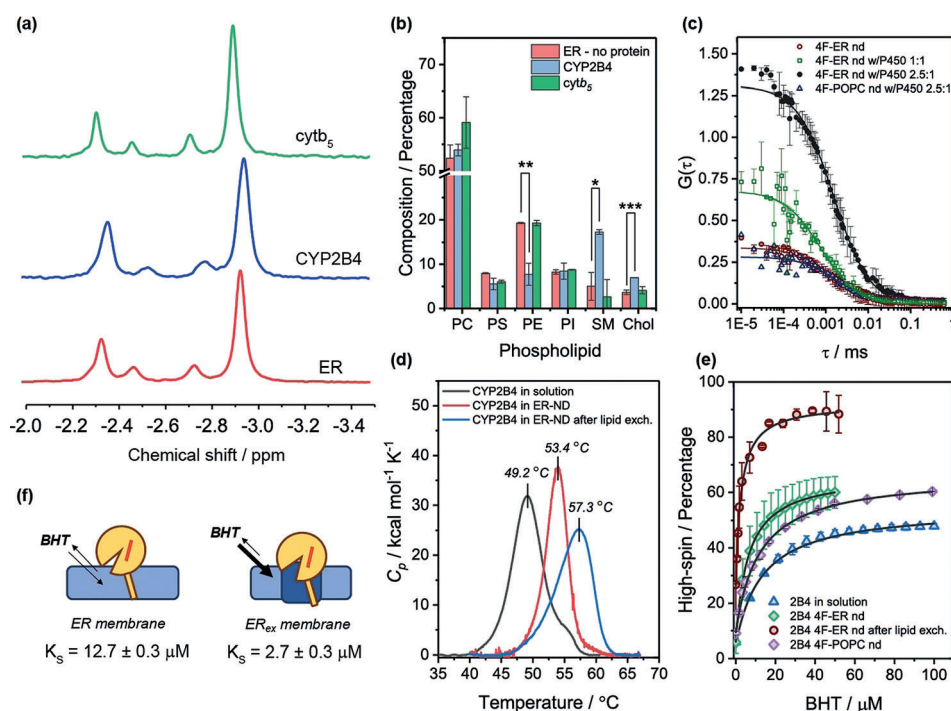 (a)
cytb5
CYP2B4
ER
-2.0 -2.2 -2.4 -2.6 -2.8 -3.0 -3.2 -3.4
Chemical shift / ppm
(b)
ER - no protein
CYP2B4
cytb5
Composition / Percentage
60
50
20
10
0
**
*
***
PC PS PE PI SM Chol
Phospholipid
(c)
4F-ER nd
4F-ER nd w/P450 1:1
4F-ER nd w/P450 2.5:1
4F-POPC nd w/P450 2.5:1
G(τ)
1.50
1.25
1.00
0.75
0.50
0.25
0.00
1E-5 1E-4 0.001 0.01 0.1
τ / ms
(d)
CYP2B4 in solution
CYP2B4 in ER-ND
CYP2B4 in ER-ND after lipid exch.
Cp / kcal mol-1 K-1
50
40
30
20
10
0
49.2 °C
53.4 °C
57.3 °C
35 40 45 50 55 60 65 70
Temperature / °C
(e)
High-spin / Percentage
100
80
60
40
20
0
2B4 in solution
2B4 4F-ER nd
2B4 4F-ER nd after lipid exch.
2B4 4F-POPC nd
0 20 40 60 80 100
BHT / μM
(f)
BHT
ER membrane
KS = 12.7 ± 0.3 μM
BHT
ERex membrane
KS = 2.7 ± 0.3 μM